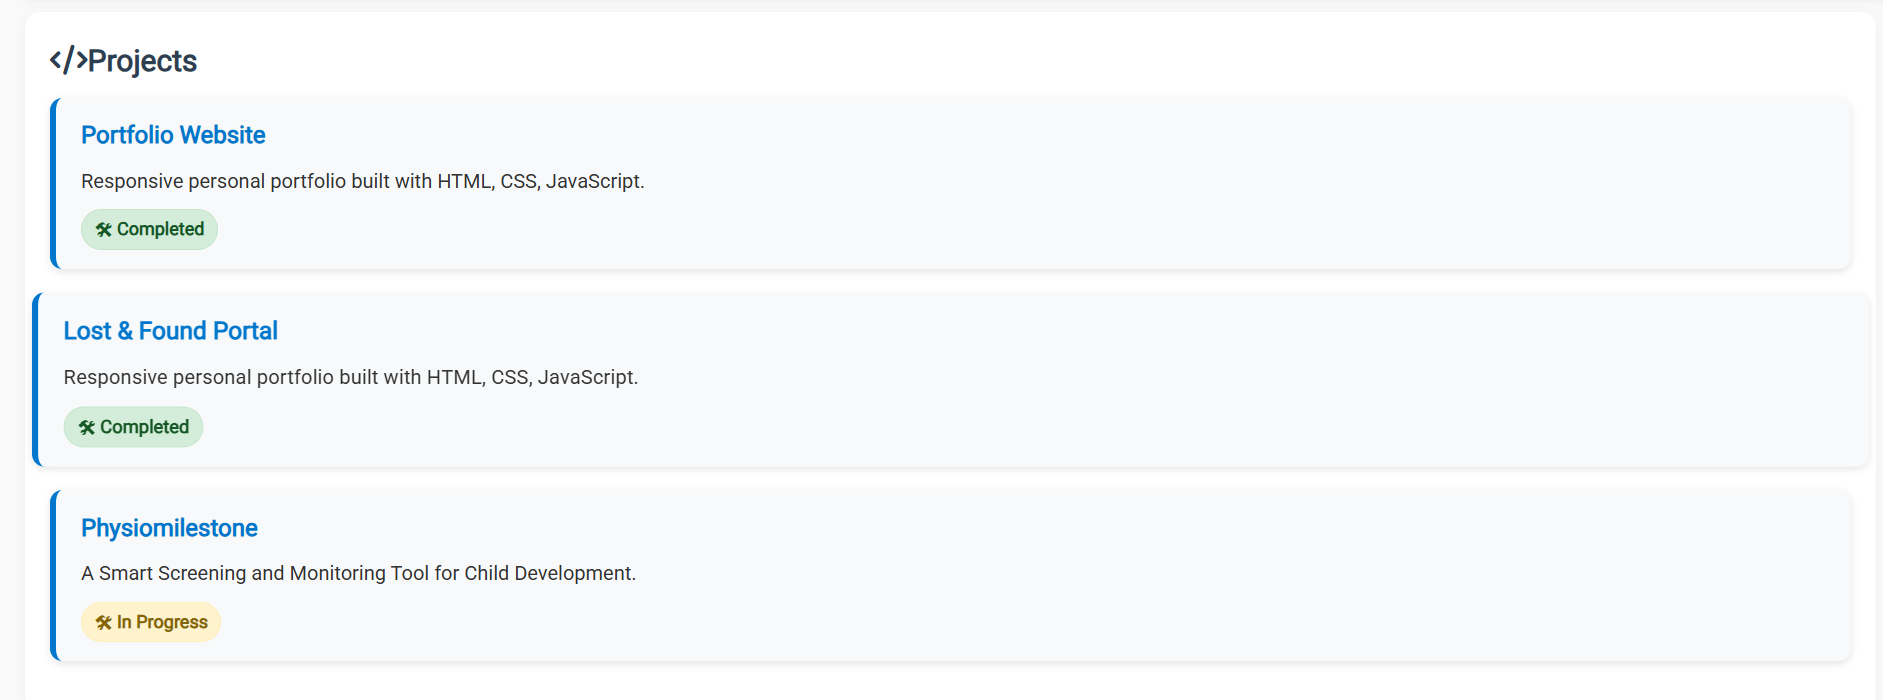 </>Projects
Portfolio Website
Responsive personal portfolio built with HTML, CSS, JavaScript.
🛠 Completed
Lost & Found Portal
Responsive personal portfolio built with HTML, CSS, JavaScript.
🛠 Completed
Physiomilestone
A Smart Screening and Monitoring Tool for Child Development.
🛠 In Progress